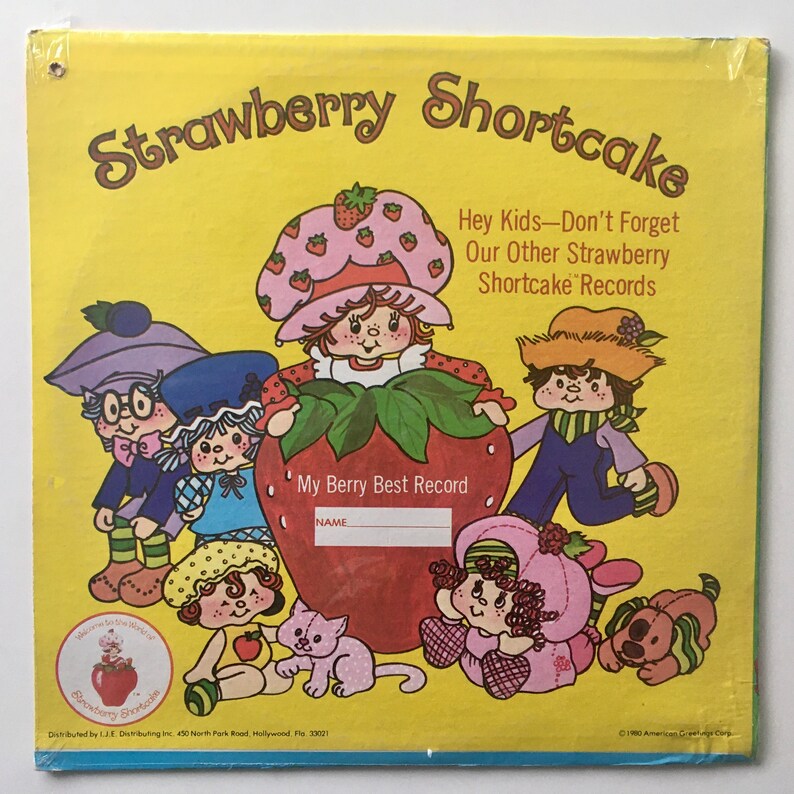 Strawberry Shortcake
Hey Kids—Don't Forget
Our Other Strawberry
Shortcake™ Records
My Berry Best Record
NAME
Welcome to the World of
Strawberry Shortcake
™
Distributed by I.J.E. Distributing Inc. 450 North Park Road, Hollywood, Fla. 33021
©1980 American Greetings Corp.